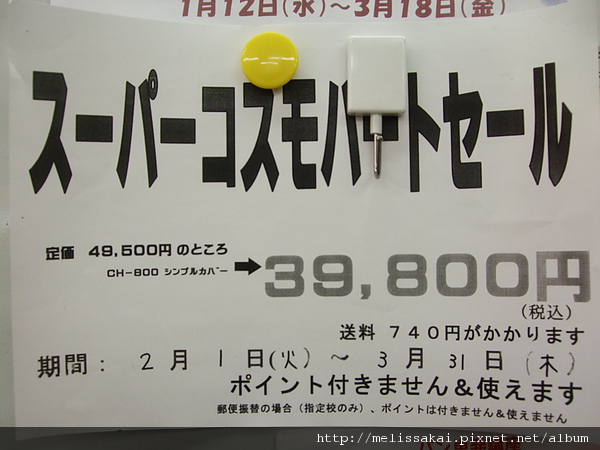 1月12日(水)～3月18日(金)
スーパーコスモハートセール
定価 49,500円のところ
CH-800 シンプルカバー
➡39,800円
(税込)
送料 740円がかかります
期間: 2月 1日(火) ～ 3月 31日(木)
ポイント付きません&使えます
郵便振替の場合(指定校のみ)、ポイントは付きません&使えません
http://melissakai.pixnet.net/album